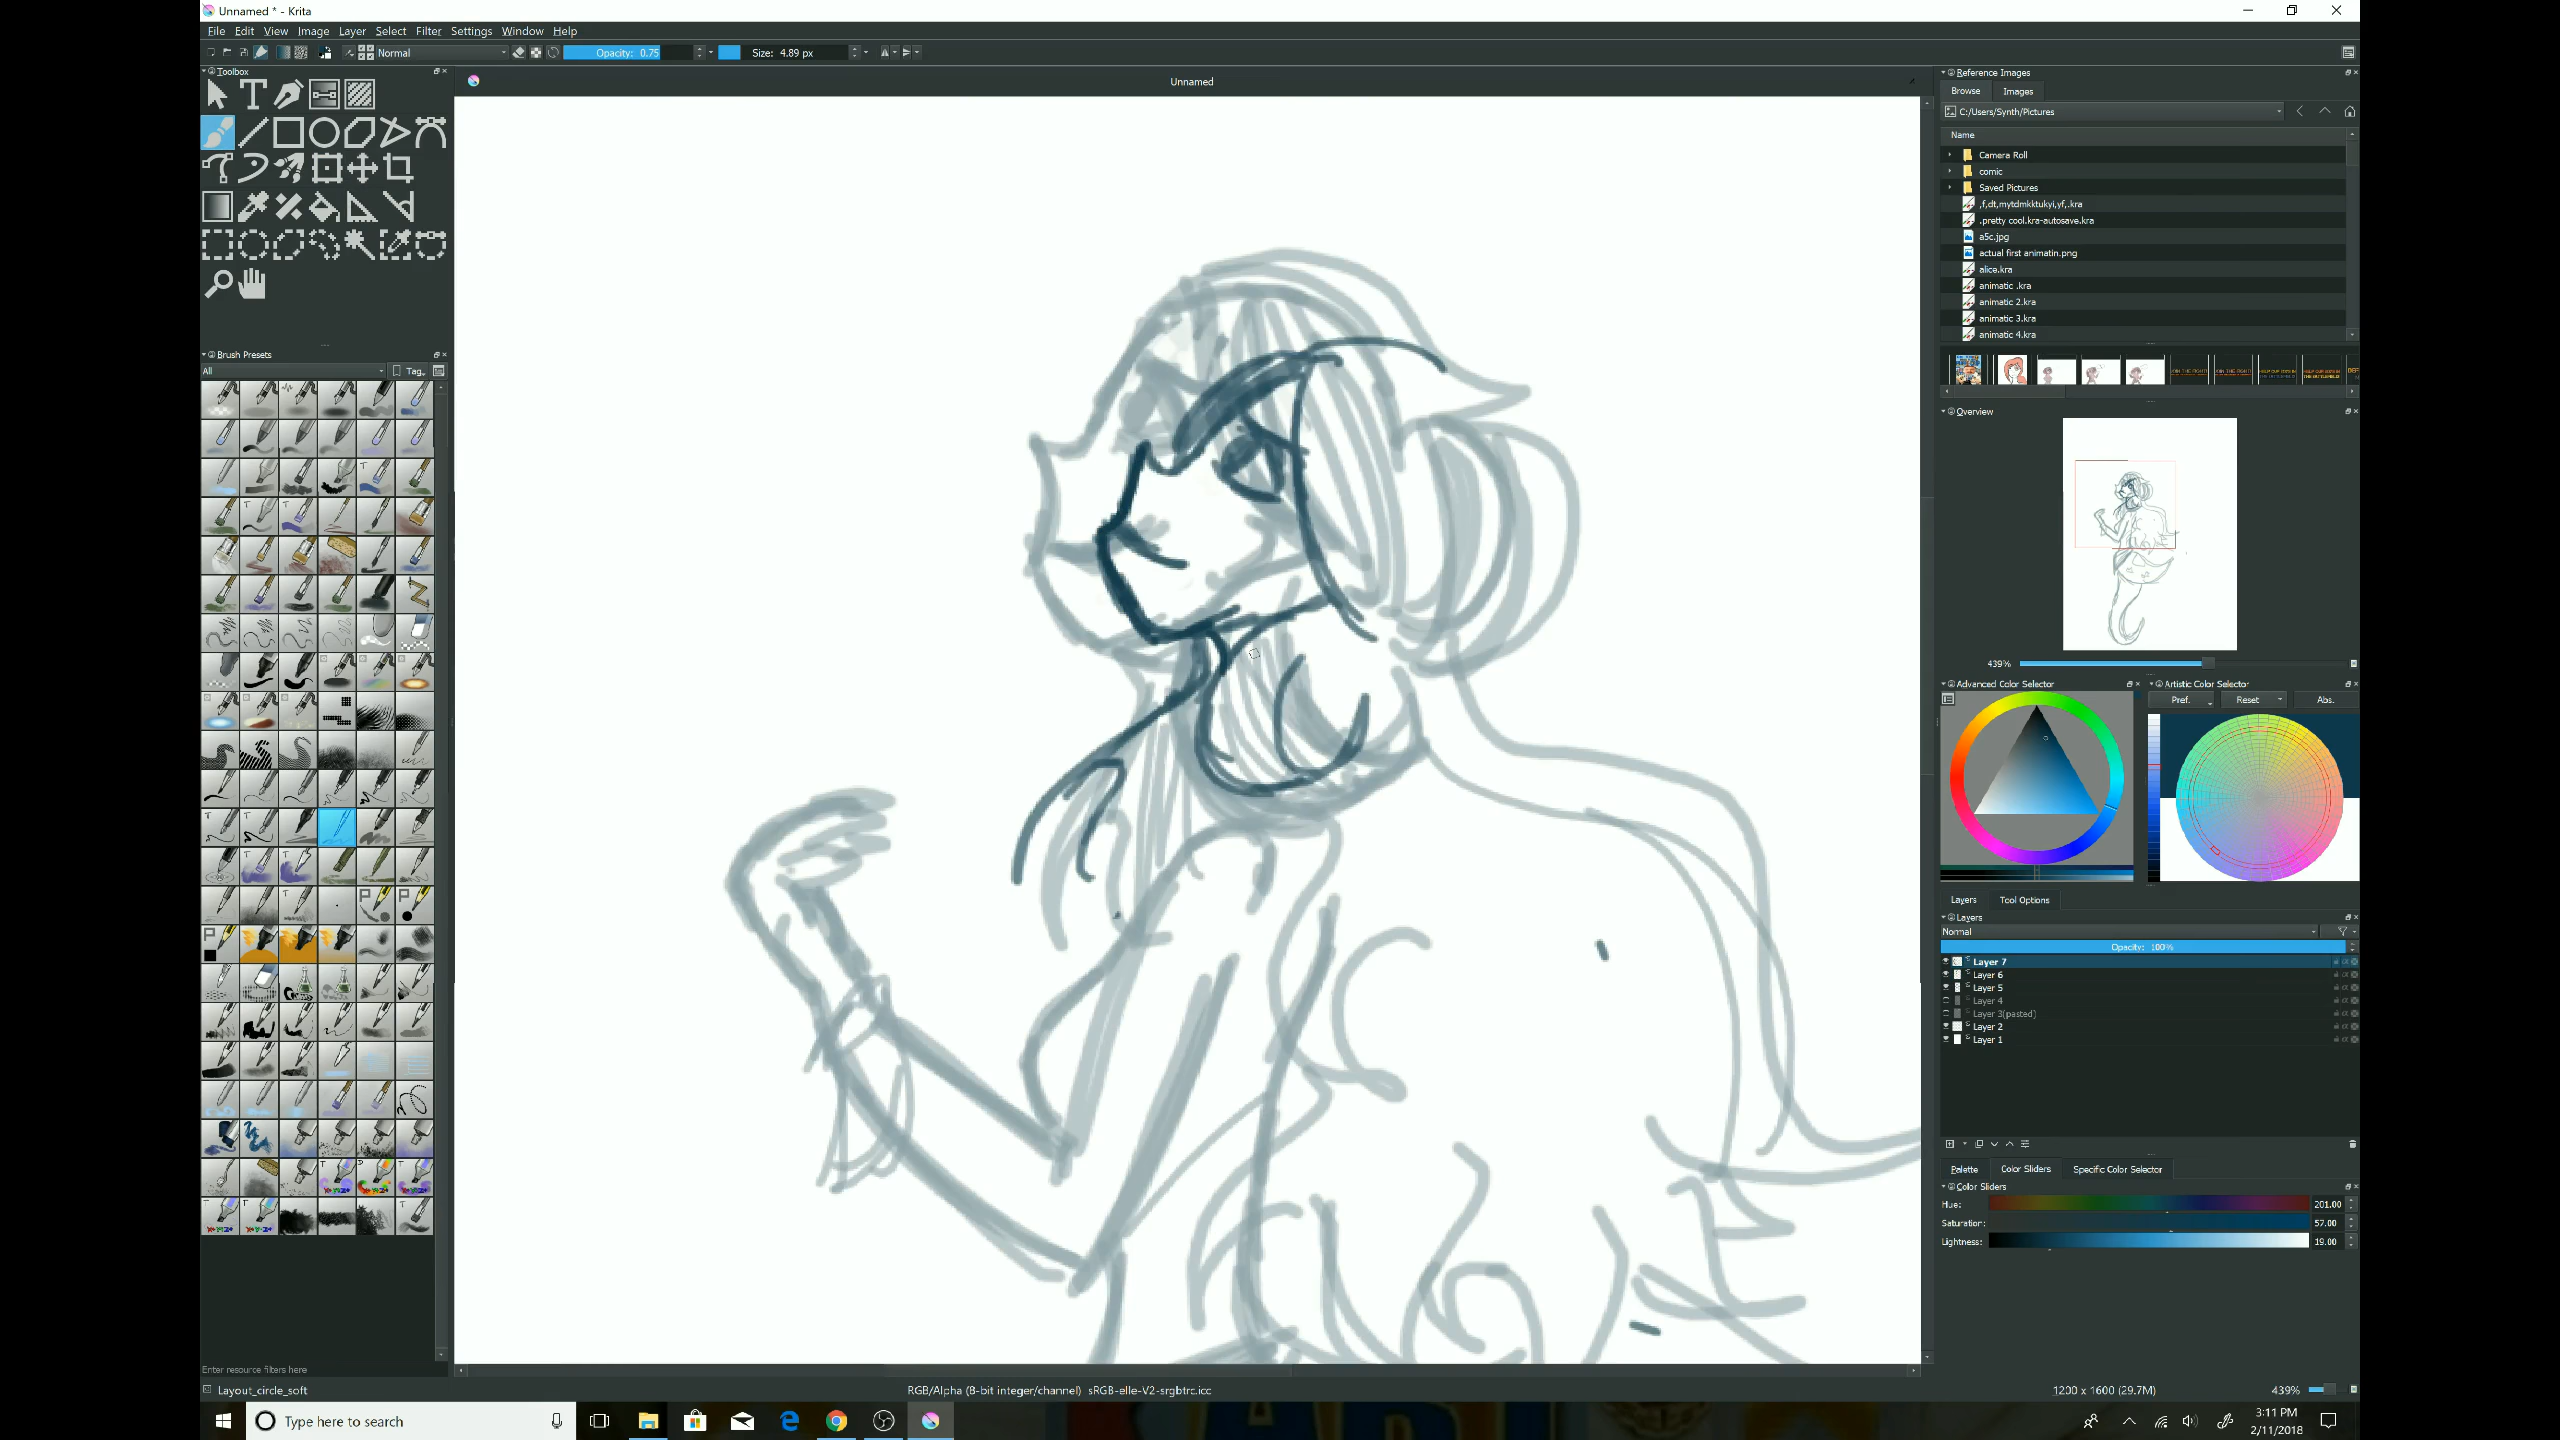 Unnamed * - Krita
File Edit View Image Layer Select Filter Settings Window Help
Normal Opacity: 0.75 Size: 4.89 px
Toolbox
Unnamed
Brush Presets
All Tag
Enter resource filters here
Layout_circle_soft
RGB/Alpha (8-bit integer/channel) sRGB-elle-V2-srgbtrc.icc
1200 x 1600 (29.7M)
439%
Reference Images
Browse Images
C:/Users/Synth/Pictures
Name
Camera Roll
comic
Saved Pictures
,f,dt,mytdmkktukyi,yf,.kra
.pretty cool.kra-autosave.kra
a5c.jpg
actual first animatin.png
alice.kra
animatic .kra
animatic 2.kra
animatic 3.kra
animatic 4.kra
Overview
439%
Advanced Color Selector
Artistic Color Selector
Pref. Reset Abs.
Layers Tool Options
Layers
Normal
Opacity: 100%
Layer 7
Layer 6
Layer 5
Layer 4
Layer 3(pasted)
Layer 2
Layer 1
Palette Color Sliders Specific Color Selector
Color Sliders
Hue: 201.00
Saturation: 57.00
Lightness: 19.00
Type here to search
3:11 PM
2/11/2018